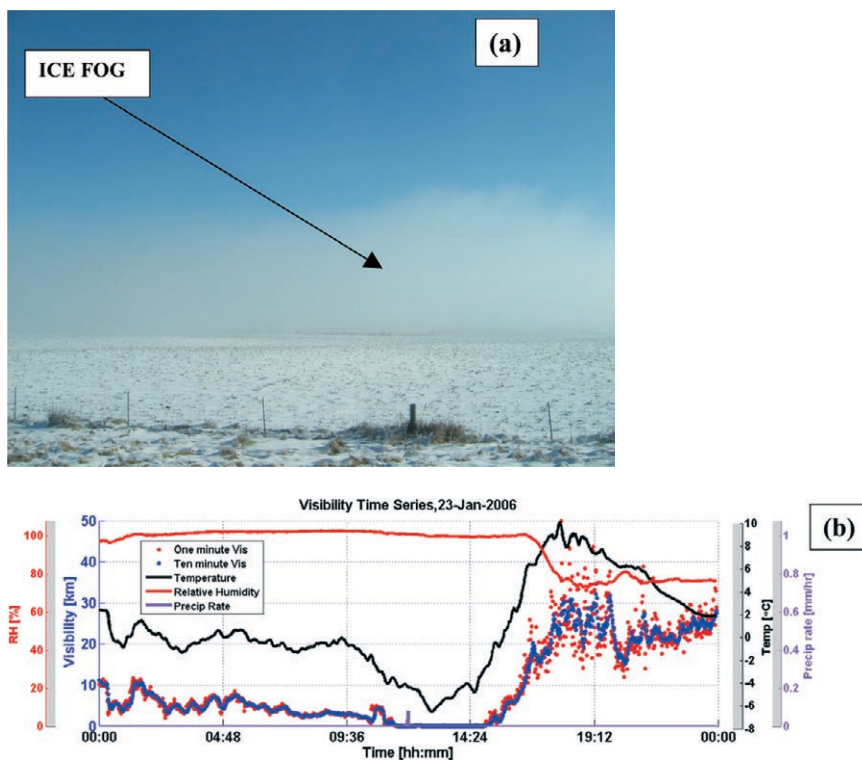 (a)
ICE FOG
Visibility Time Series,23-Jan-2006
(b)
RH [%]
100
80
60
40
20
0
Visibility [km]
50
40
30
20
10
0
One minute Vis
Ten minute Vis
Temperature
Relative Humidity
Precip Rate
10
8
6
4
2
0
-2
-4
-6
-8
Temp [°C]
1
0.8
0.6
0.4
0.2
0
Precip rate [mm/hr]
00:00 04:48 09:36 14:24 19:12 00:00
Time [hh:mm]